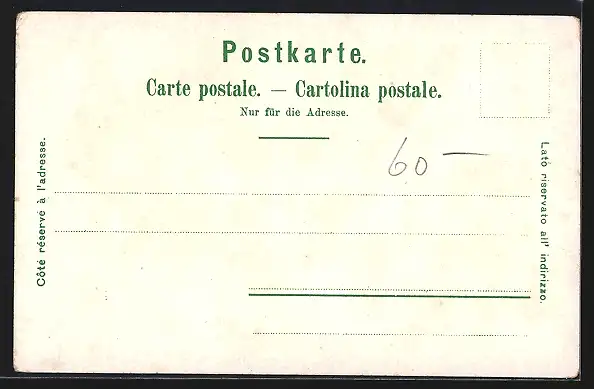 Postkarte.
Carte postale. — Cartolina postale.
Nur für die Adresse.
60 —
Côté réservé à l'adresse.
Lato riservato all' indirizzo.